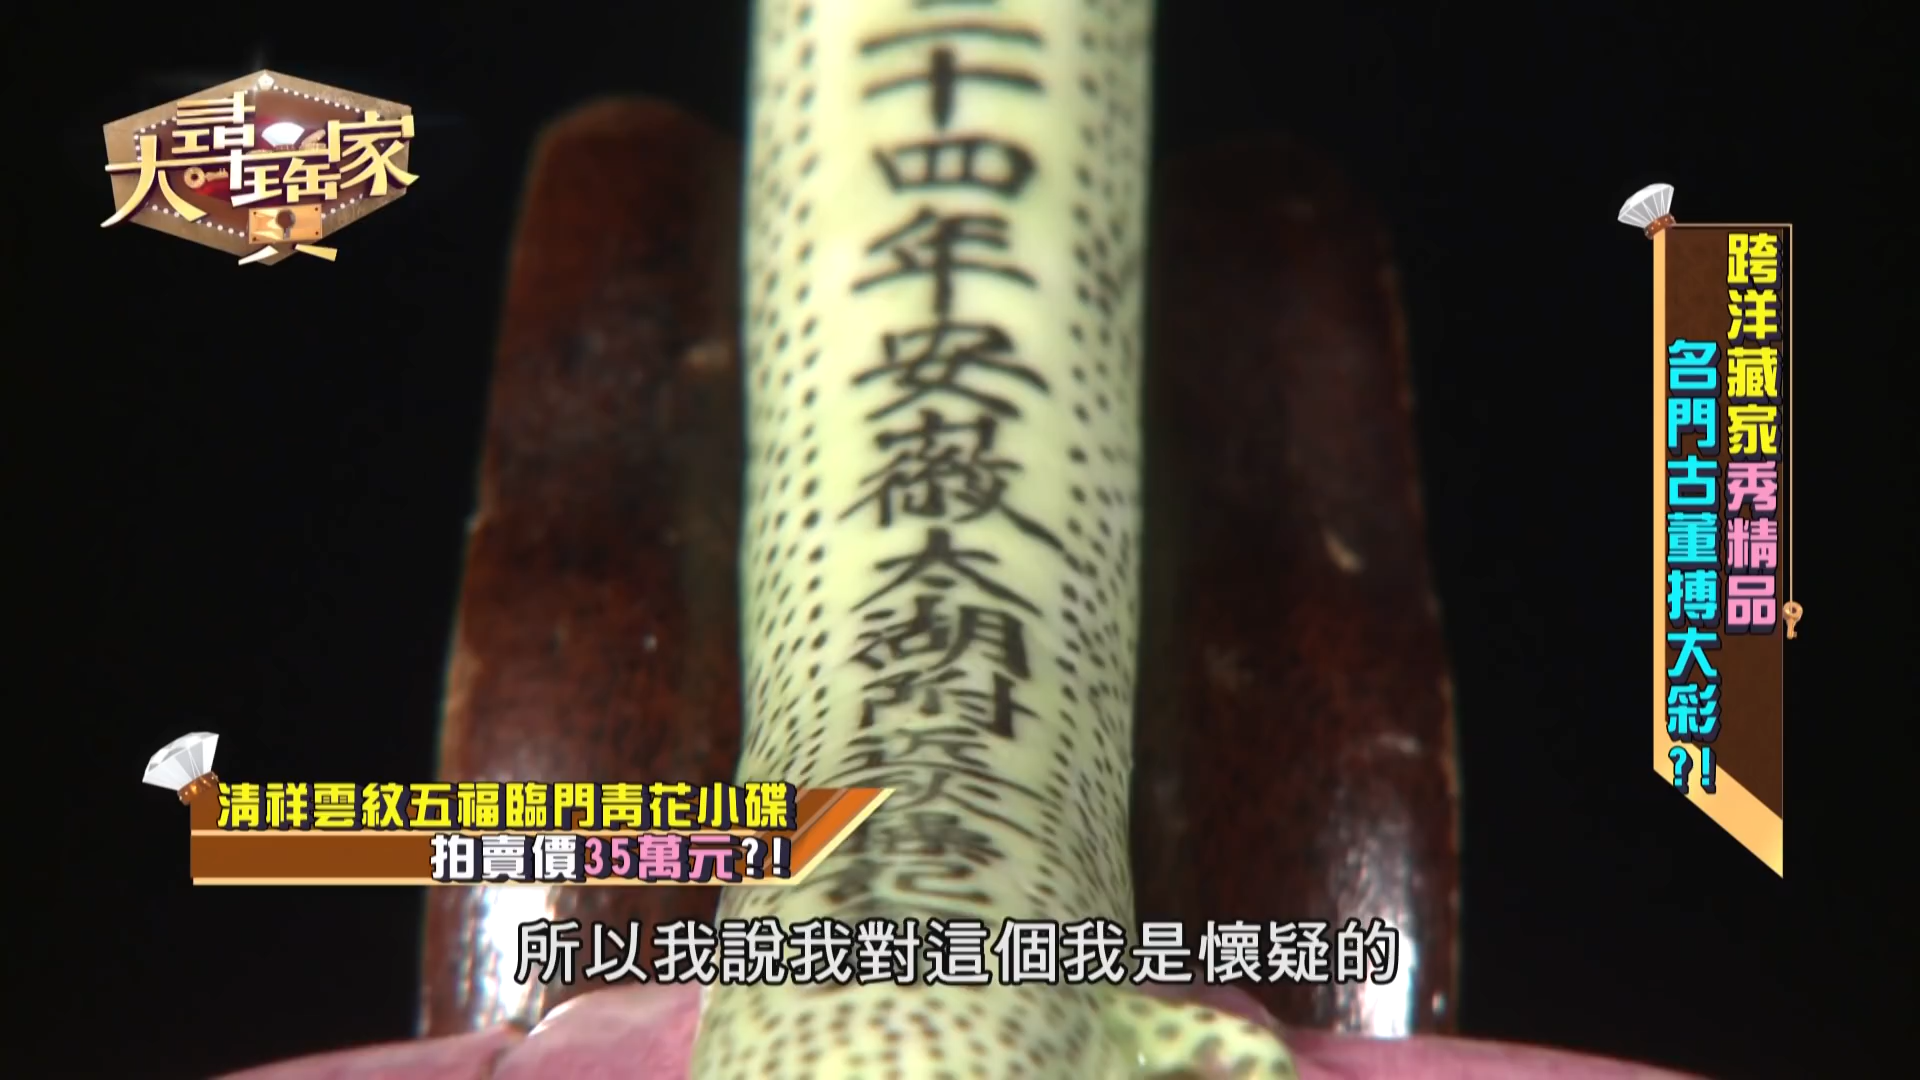 大尋寶家
二十四年安徽太湖附近
跨洋藏家秀精品
名門古董搏大彩?!
清祥雲紋五福臨門青花小碟
拍賣價35萬元?!
所以我說我對這個我是懷疑的